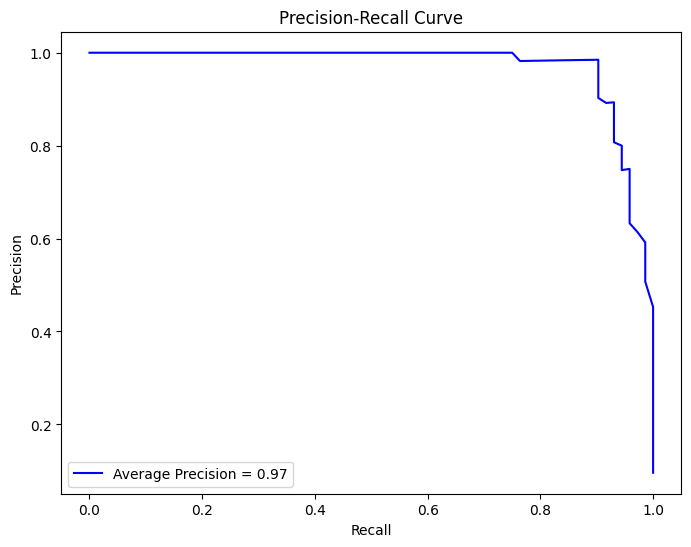 Precision-Recall Curve
1.0
0.8
0.6
0.4
0.2
Precision
Average Precision = 0.97
0.0 0.2 0.4 0.6 0.8 1.0
Recall